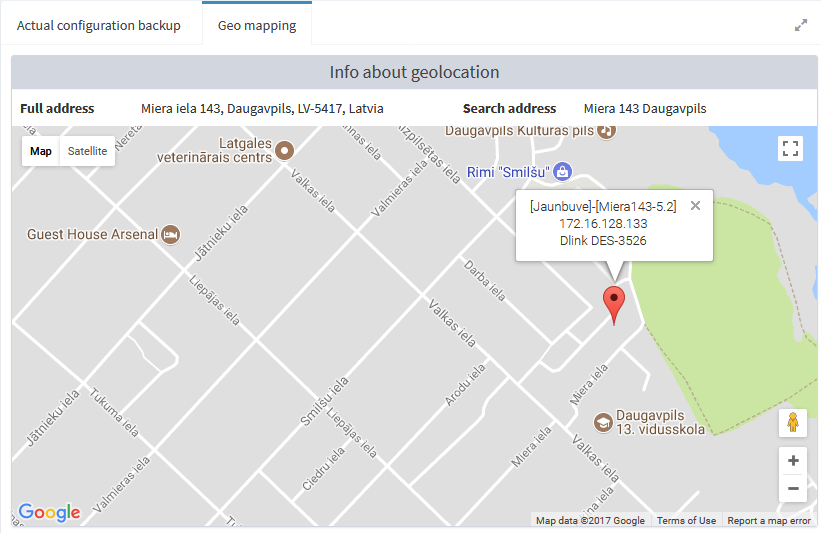 Actual configuration backup
Geo mapping
Info about geolocation
Full address Miera iela 143, Daugavpils, LV-5417, Latvia
Search address Miera 143 Daugavpils
Map Satellite
Latgales
veterinārais centrs
Daugavpils Kultūras pils
Rimi "Smilšu"
Guest House Arsenal
[Jaunbuve]-[Miera143-5.2]
172.16.128.133
Dlink DES-3526
Valkas iela
Valmieras iela
Jātnieku iela
Liepājas iela
Darba iela
Valkas iela
Arodu iela
Miera iela
Smilšu iela
Liepājas iela
Tukuma iela
Jātnieku iela
Valmieras iela
Ciedru iela
Miera iela
Valkas iela
Daugavpils
13. vidusskola
Google
Map data ©2017 Google
Terms of Use
Report a map error